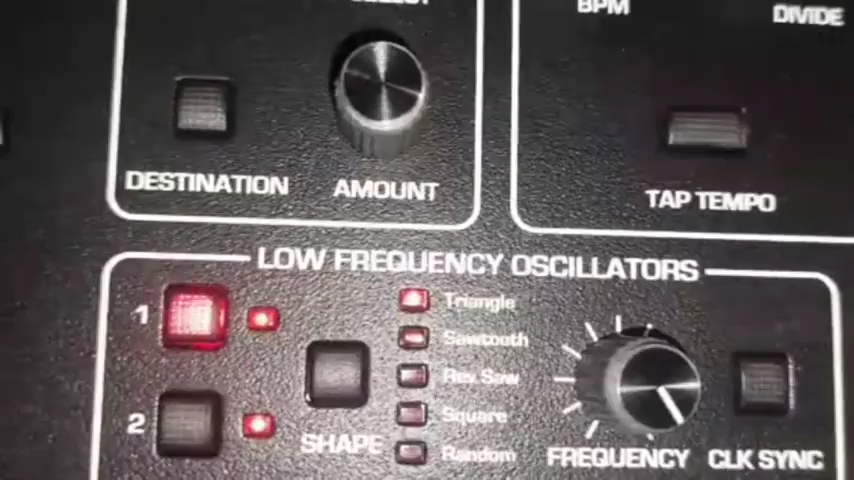 BPM
DIVIDE
DESTINATION
AMOUNT
TAP TEMPO
LOW FREQUENCY OSCILLATORS
1
Triangle
Sawtooth
Rev Saw
2
Square
SHAPE
Random
FREQUENCY
CLK SYNC